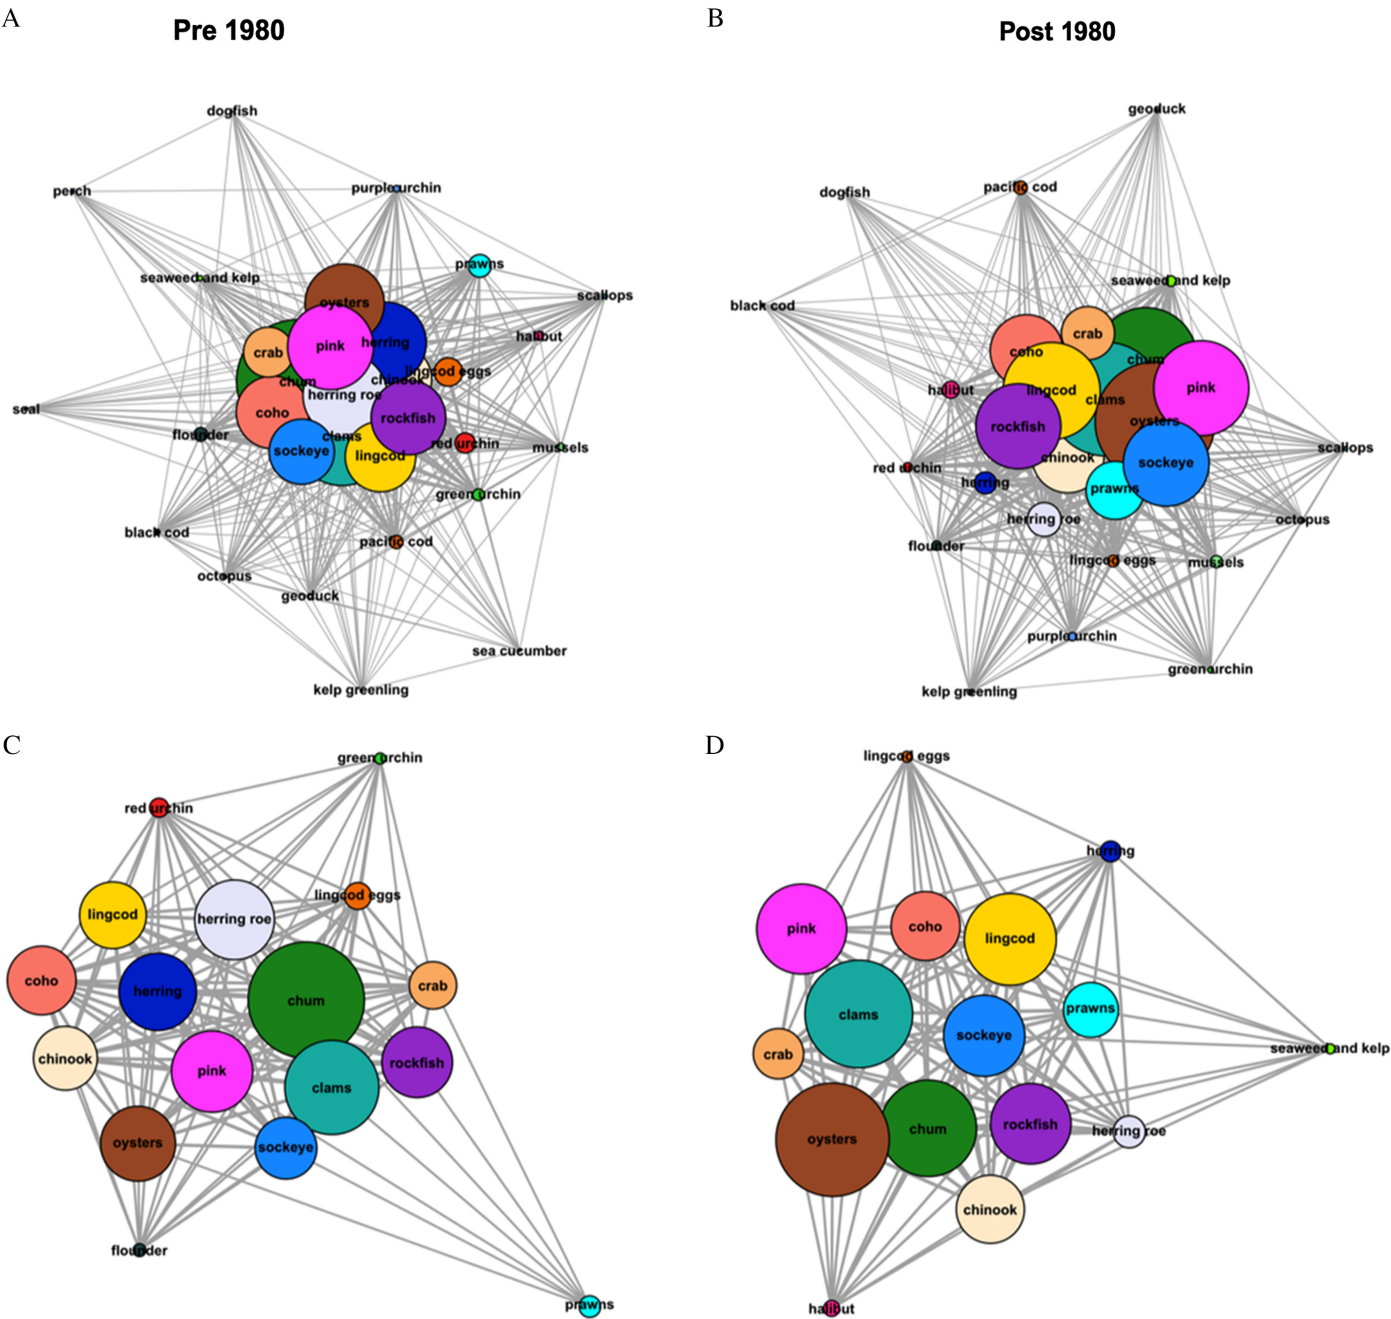 A
Pre 1980
dogfish
perch
purple urchin
seaweed and kelp
prawns
scallops
oysters
halibut
herring
pink
crab
lingcod eggs
chinook
chum
herring roe
seal
coho
rockfish
flounder
clams
red urchin
mussels
sockeye
lingcod
green urchin
black cod
pacific cod
octopus
geoduck
sea cucumber
kelp greenling
B
Post 1980
geoduck
pacific cod
dogfish
seaweed and kelp
black cod
crab
coho
chum
halibut
lingcod
pink
clams
oysters
rockfish
scallops
chinook
sockeye
red urchin
herring
prawns
herring roe
octopus
flounder
lingcod eggs
mussels
purple urchin
green urchin
kelp greenling
C
green urchin
red urchin
lingcod eggs
lingcod
herring roe
coho
crab
herring
chum
chinook
rockfish
pink
clams
oysters
sockeye
flounder
prawns
D
lingcod eggs
herring
pink
coho
lingcod
prawns
clams
sockeye
seaweed and kelp
crab
rockfish
chum
herring roe
oysters
chinook
halibut